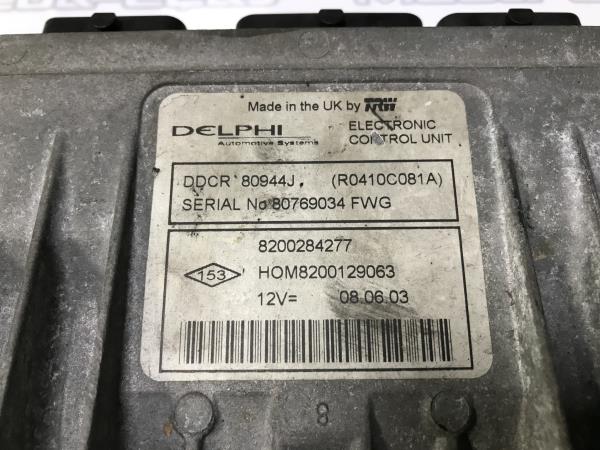 Made in the UK by TRW
DELPHI
Automotive Systems
ELECTRONIC
CONTROL UNIT
DDCR 80944J. (R0410C081A)
SERIAL No 80769034 FWG
8200284277
153 HOM8200129063
12V= 08.06.03
8